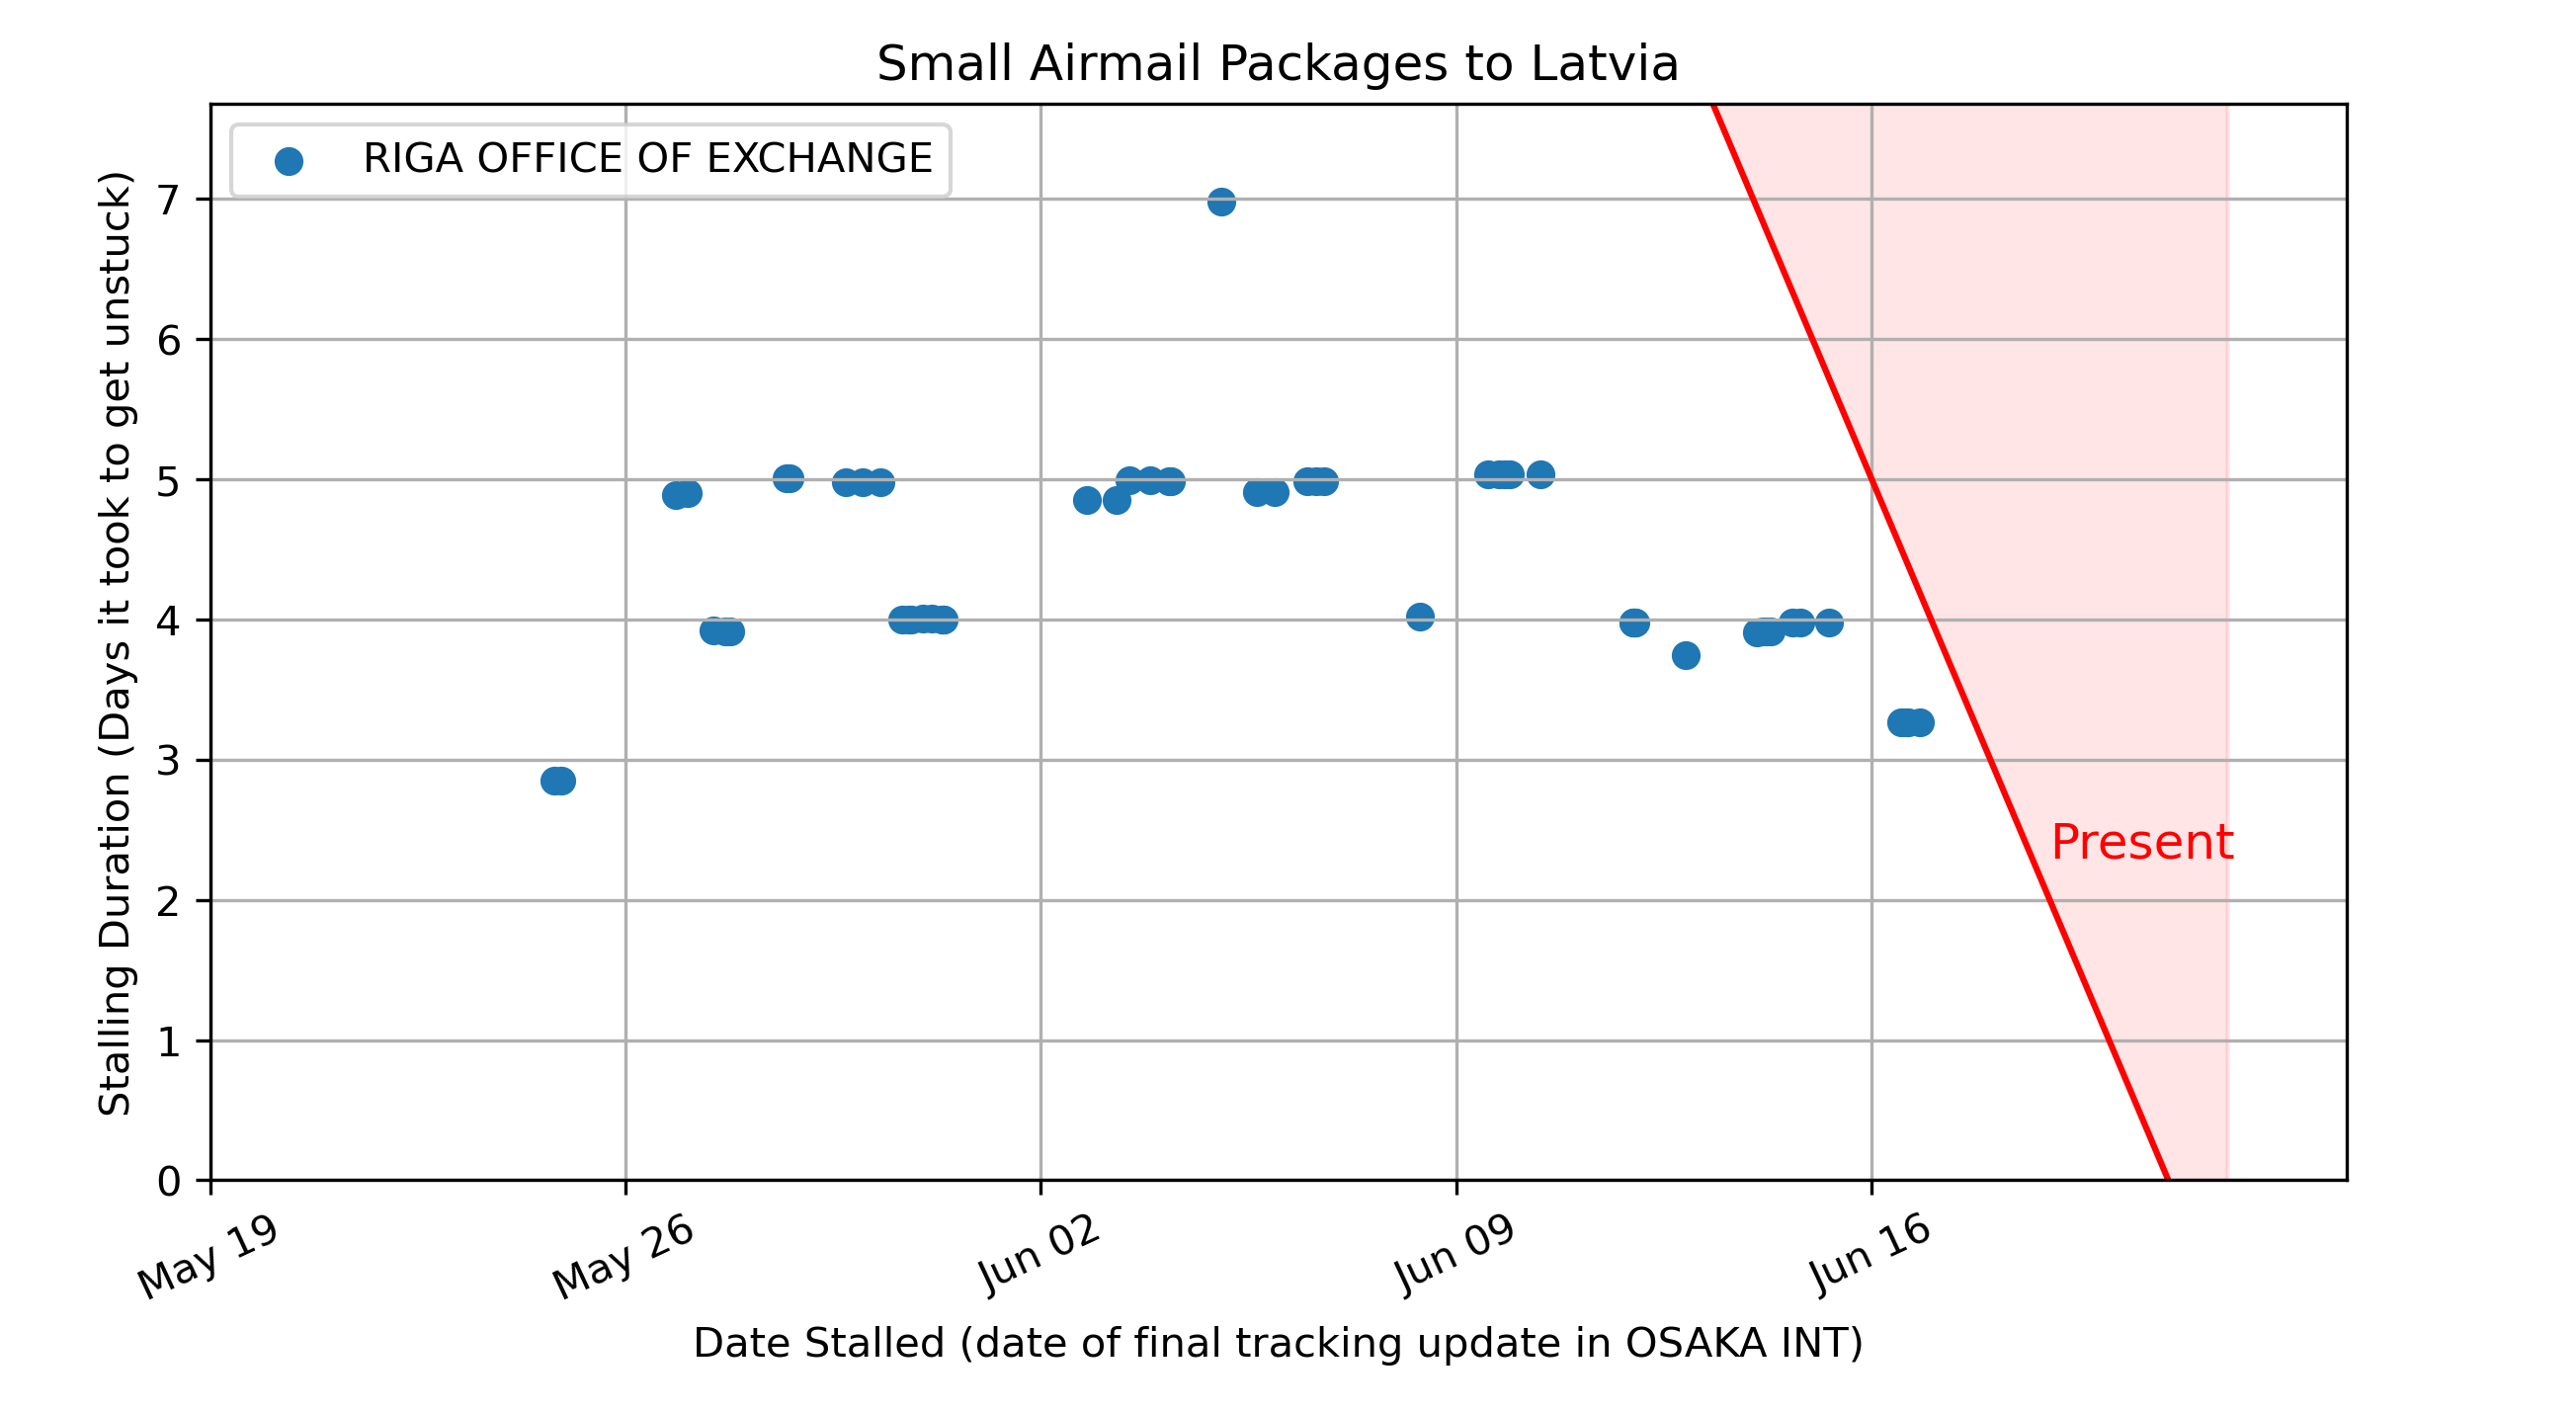 Small Airmail Packages to Latvia
RIGA OFFICE OF EXCHANGE
Stalling Duration (Days it took to get unstuck)
7
6
5
4
3
2
1
0
Present
May 19
May 26
Jun 02
Jun 09
Jun 16
Date Stalled (date of final tracking update in OSAKA INT)